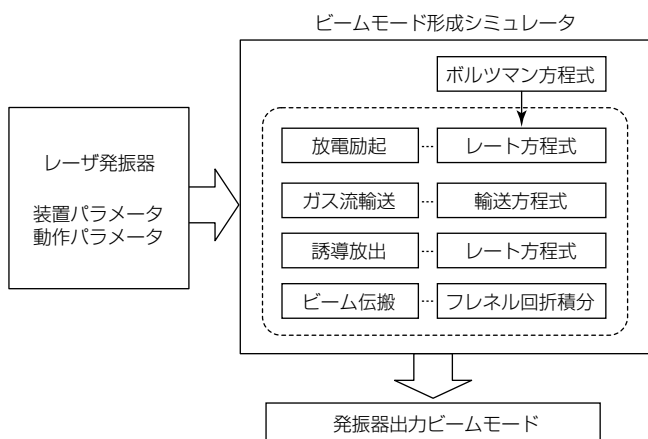 ビームモード形成シミュレータ
ボルツマン方程式
レーザ発振器
装置パラメータ
動作パラメータ
放電励起
レート方程式
ガス流輸送
輸送方程式
誘導放出
レート方程式
ビーム伝搬
フレネル回折積分
発振器出力ビームモード